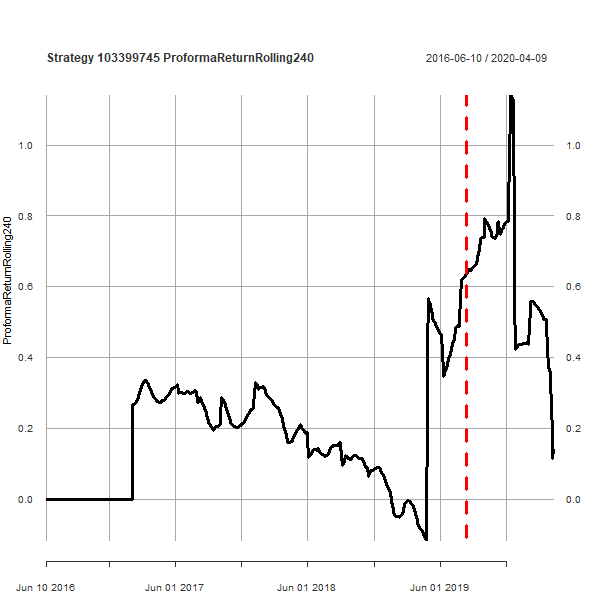 Strategy 103399745 ProformaReturnRolling240
2016-06-10 / 2020-04-09
ProformaReturnRolling240
1.0
0.8
0.6
0.4
0.2
0.0
1.0
0.8
0.6
0.4
0.2
0.0
Jun 10 2016
Jun 01 2017
Jun 01 2018
Jun 01 2019